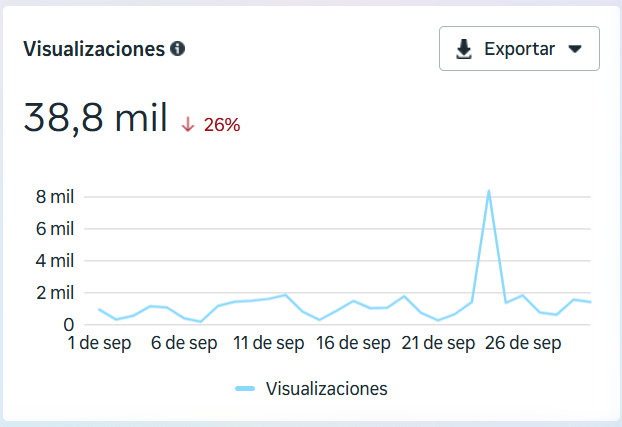 Visualizaciones
Exportar
38,8 mil ↓ 26%
8 mil
6 mil
4 mil
2 mil
0
1 de sep 6 de sep 11 de sep 16 de sep 21 de sep 26 de sep
Visualizaciones